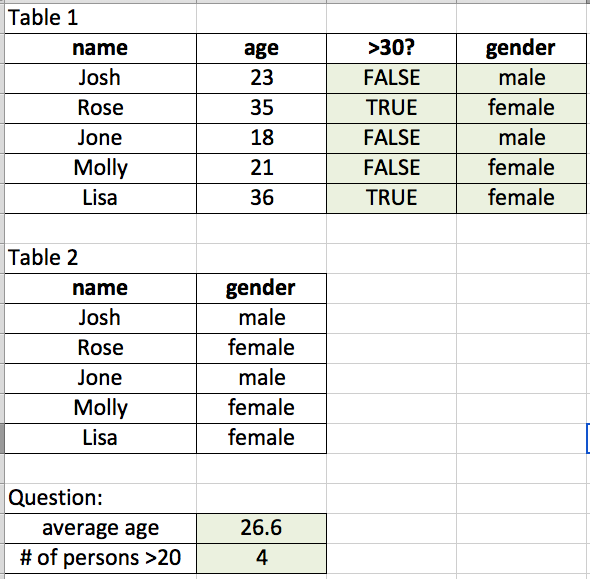 Table 1
name age >30? gender
Josh 23 FALSE male
Rose 35 TRUE female
Jone 18 FALSE male
Molly 21 FALSE female
Lisa 36 TRUE female
Table 2
name gender
Josh male
Rose female
Jone male
Molly female
Lisa female
Question:
average age 26.6
# of persons >20 4